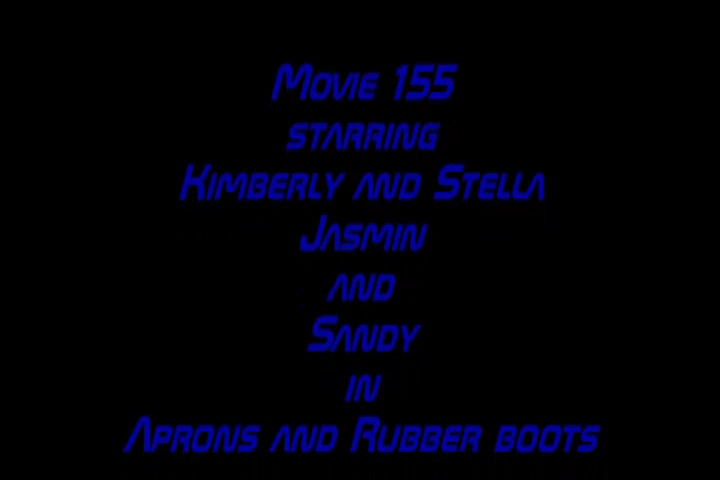 Movie 155
starring
Kimberly and Stella
Jasmin
and
Sandy
in
Aprons and Rubber boots